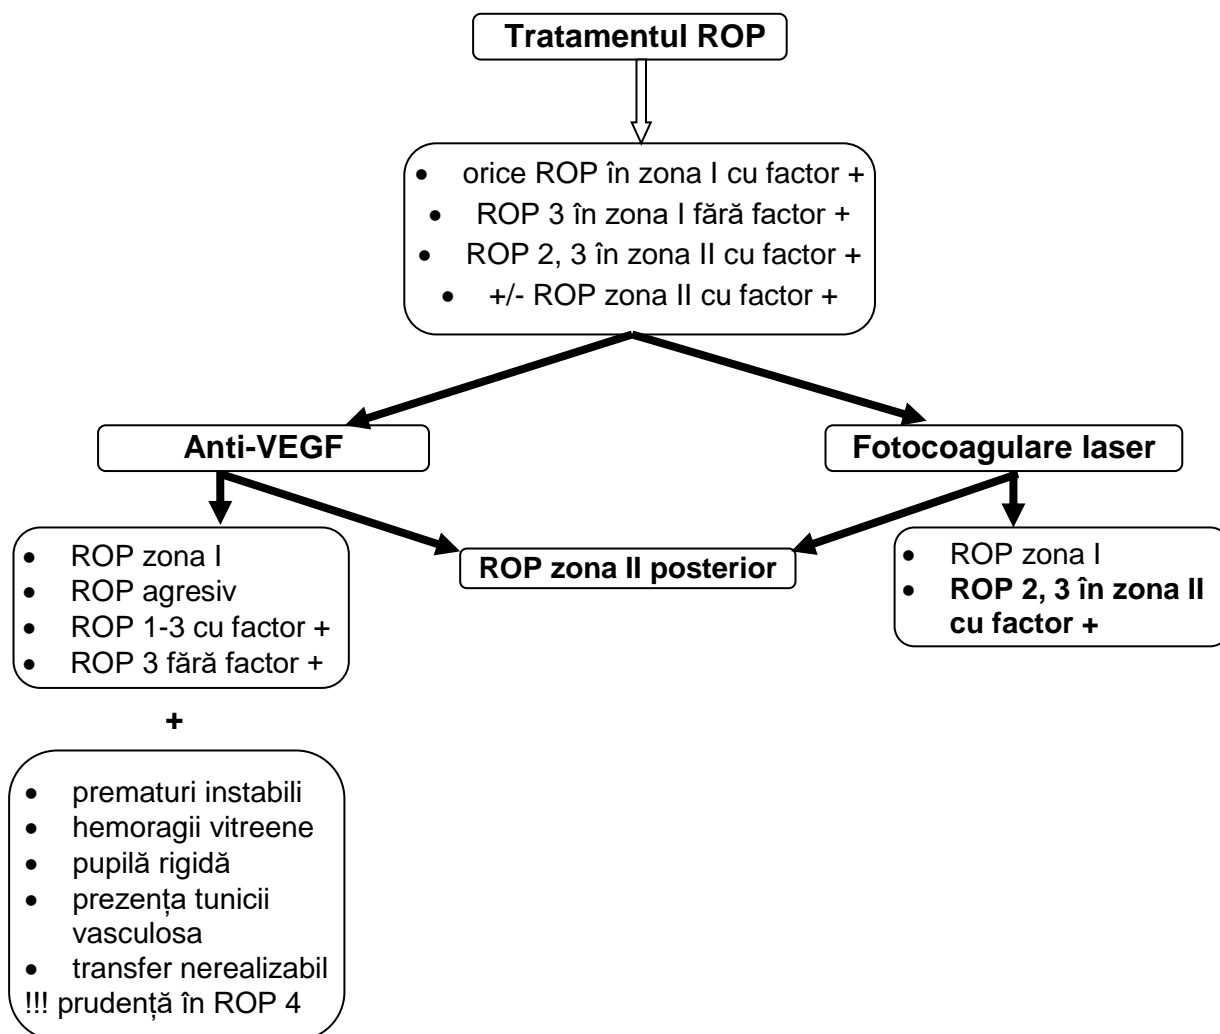 Tratamentul ROP
• orice ROP în zona I cu factor +
• ROP 3 în zona I fără factor +
• ROP 2, 3 în zona II cu factor +
• +/- ROP zona II cu factor +
Anti-VEGF
Fotocoagulare laser
• ROP zona I
• ROP agresiv
• ROP 1-3 cu factor +
• ROP 3 fără factor +
ROP zona II posterior
• ROP zona I
• ROP 2, 3 în zona II
cu factor +
+
• prematuri instabili
• hemoragii vitreene
• pupilă rigidă
• prezența tunicii
vasculosa
• transfer nerealizabil
!!! prudență în ROP 4